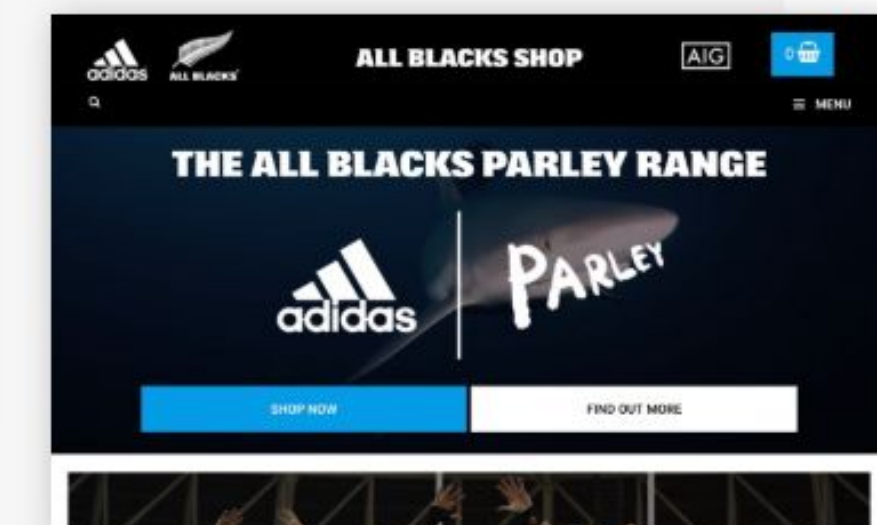 adidas
ALL BLACKS
ALL BLACKS SHOP
AIG
0
MENU
THE ALL BLACKS PARLEY RANGE
adidas
PARLEY
SHOP NOW
FIND OUT MORE